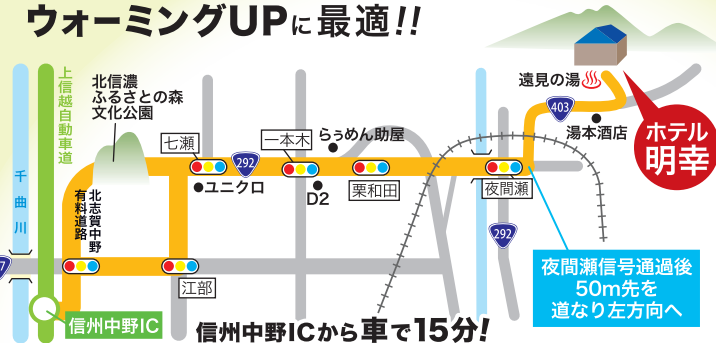 ウォーミングUPに最適!!
上信越自動車道
北信濃
ふるさとの森
文化公園
七瀬
292
一本木
らぅめん助屋
遠見の湯
403
湯本酒店
ホテル
明幸
ユニクロ
D2
栗和田
夜間瀬
千曲川
北志賀中野
有料道路
292
7
江部
夜間瀬信号通過後
50m先を
道なり左方向へ
信州中野IC
信州中野ICから車で15分!